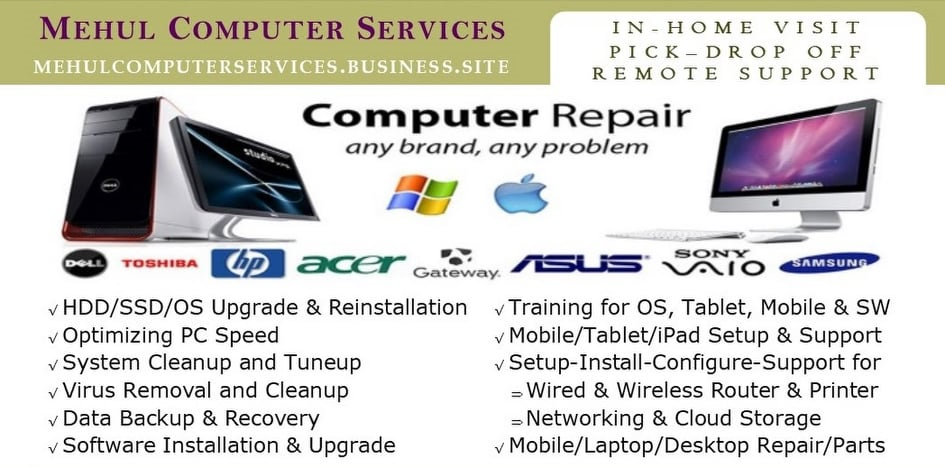 MEHUL COMPUTER SERVICES
MEHULCOMPUTERSERVICES.BUSINESS.SITE
IN-HOME VISIT
PICK–DROP OFF
REMOTE SUPPORT
Computer Repair
any brand, any problem
DELL
studio
DELL TOSHIBA hp acer Gateway ASUS SONY VAIO SAMSUNG
√ HDD/SSD/OS Upgrade & Reinstallation
√ Optimizing PC Speed
√ System Cleanup and Tuneup
√ Virus Removal and Cleanup
√ Data Backup & Recovery
√ Software Installation & Upgrade
√ Training for OS, Tablet, Mobile & SW
√ Mobile/Tablet/iPad Setup & Support
√ Setup-Install-Configure-Support for
⇒ Wired & Wireless Router & Printer
⇒ Networking & Cloud Storage
√ Mobile/Laptop/Desktop Repair/Parts